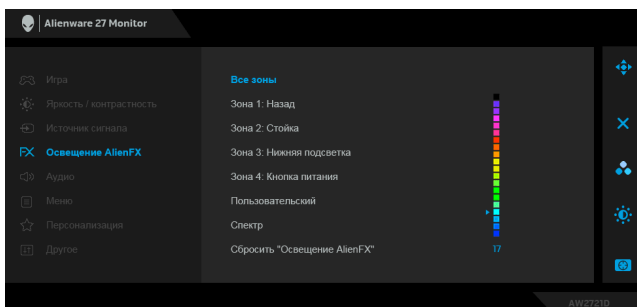 Alienware 27 Monitor
Игра
Яркость / контрастность
Источник сигнала
FX Освещение AlienFX
Аудио
Меню
Персонализация
Другое
Все зоны
Зона 1: Назад
Зона 2: Стойка
Зона 3: Нижняя подсветка
Зона 4: Кнопка питания
Пользовательский
Спектр
Сбросить "Освещение AlienFX"
17
AW2721D